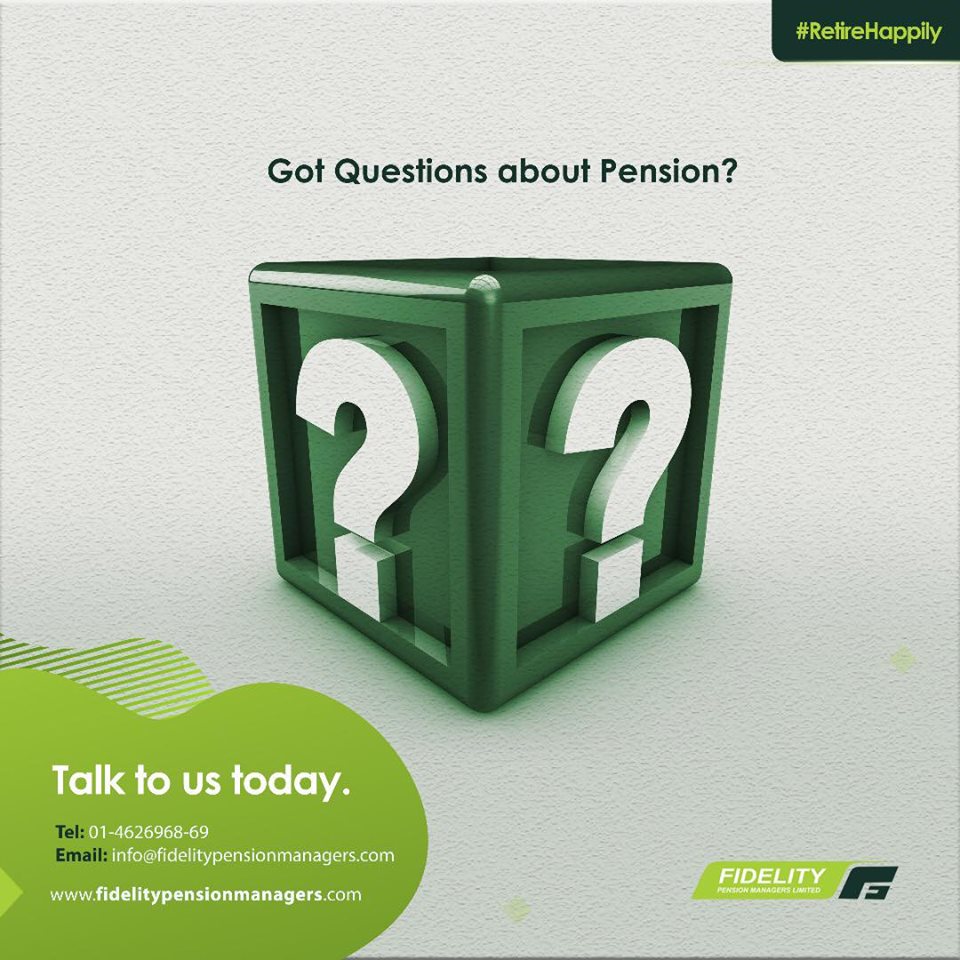 #RetireHappily
Got Questions about Pension?
? ?
Talk to us today.
Tel: 01-4626968-69
Email: info@fidelitypensionmanagers.com
www.fidelitypensionmanagers.com
FIDELITY
PENSION MANAGERS LIMITED